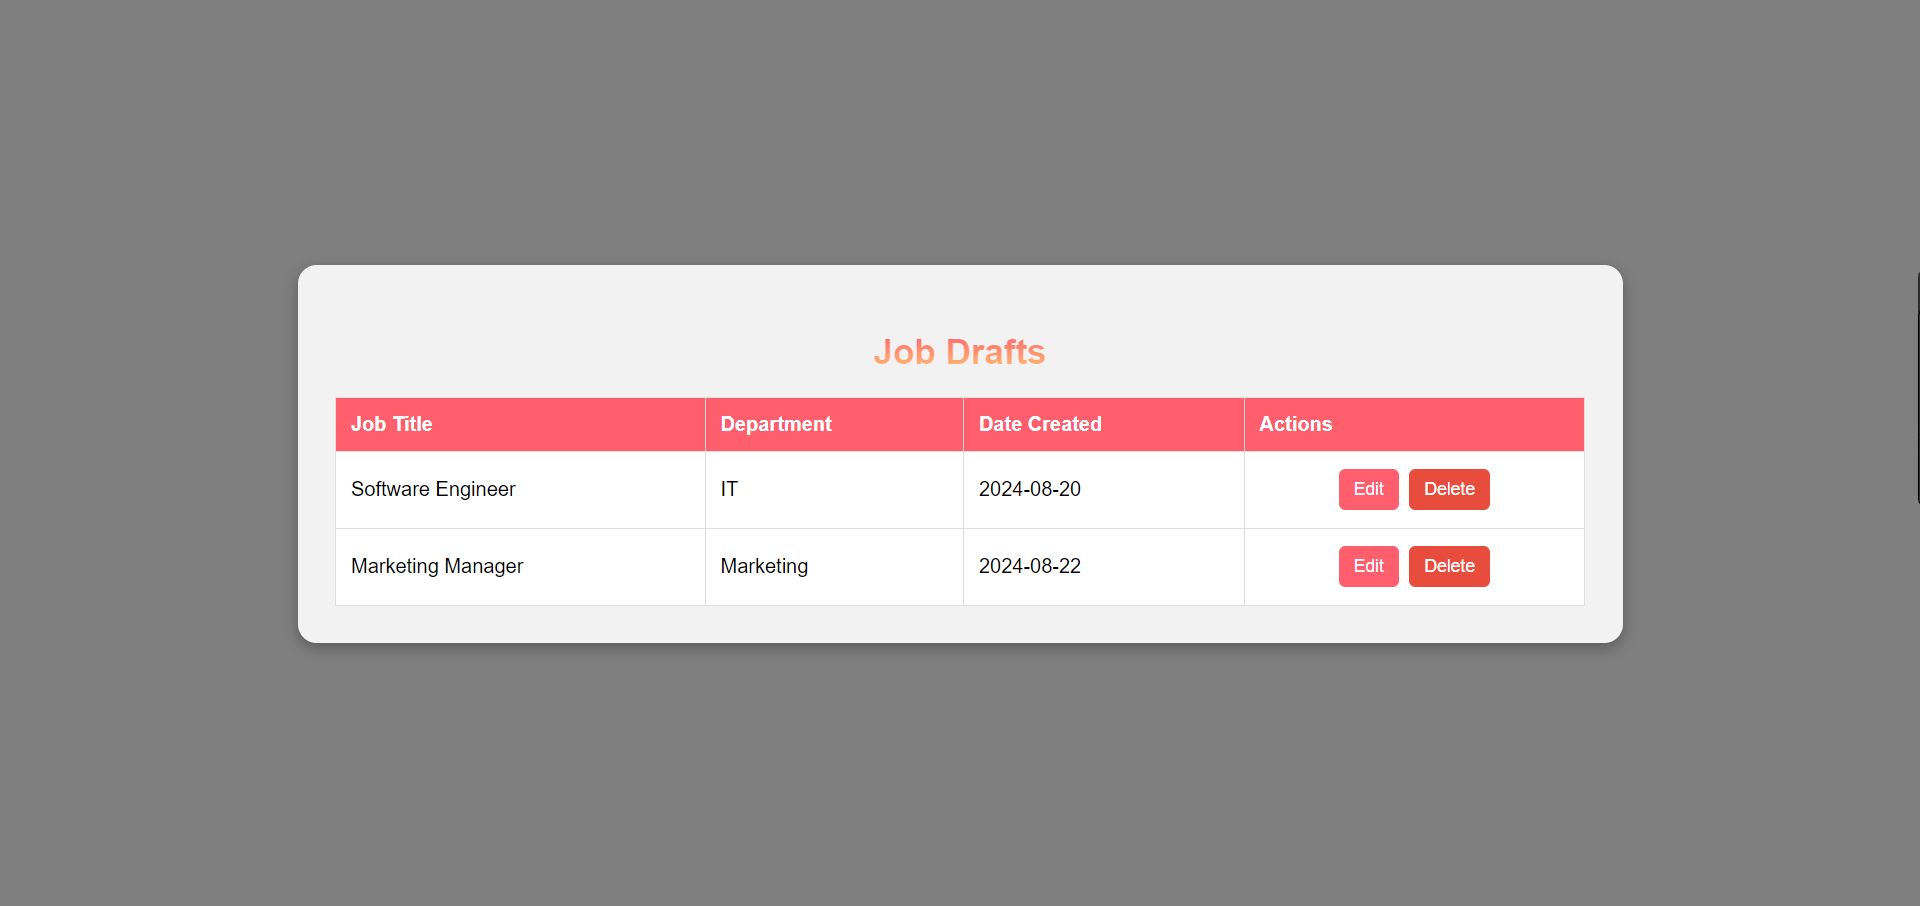 Job Drafts
Job Title Department Date Created Actions
Software Engineer IT 2024-08-20 Edit Delete
Marketing Manager Marketing 2024-08-22 Edit Delete